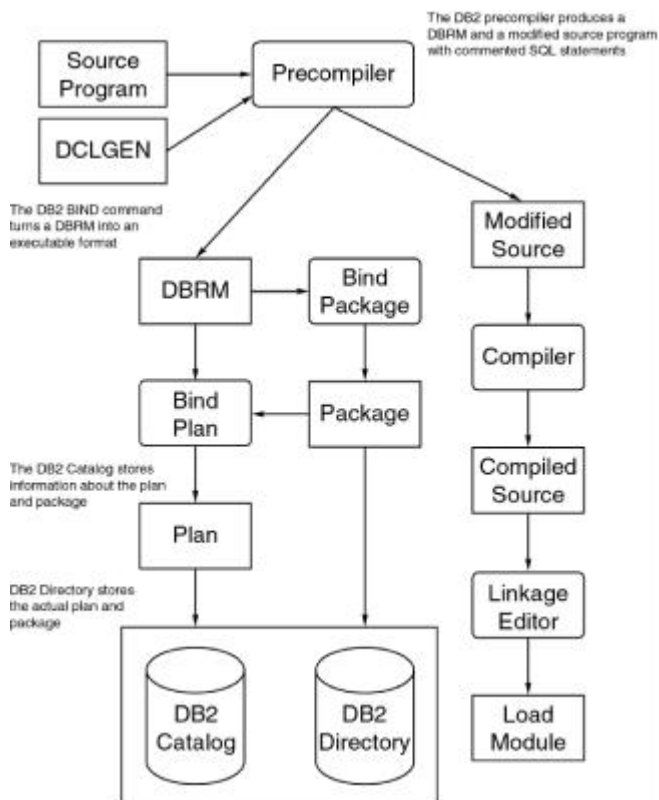 The DB2 precompiler produces a
DBRM and a modified source program
with commented SQL statements
Source
Program
Precompiler
DCLGEN
The DB2 BIND command
turns a DBRM into an
executable format
Modified
Source
DBRM
Bind
Package
Compiler
Bind
Plan
Package
The DB2 Catalog stores
information about the plan
and package
Compiled
Source
Plan
DB2 Directory stores
the actual plan and
package
Linkage
Editor
DB2
Catalog
DB2
Directory
Load
Module